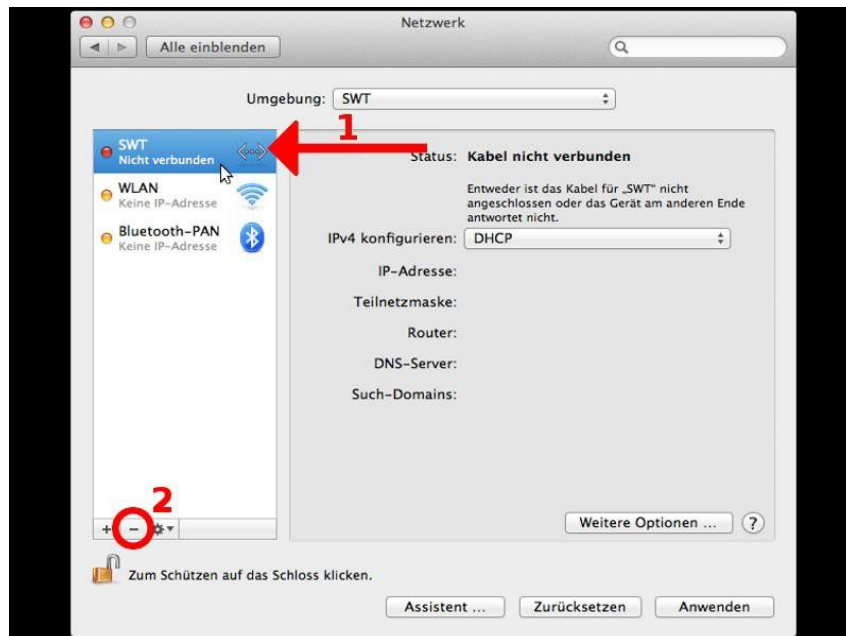 Netzwerk
Alle einblenden
Umgebung: SWT
1
SWT
Nicht verbunden
WLAN
Keine IP-Adresse
Bluetooth-PAN
Keine IP-Adresse
Status: Kabel nicht verbunden
Entweder ist das Kabel für „SWT“ nicht
angeschlossen oder das Gerät am anderen Ende
antwortet nicht.
IPv4 konfigurieren: DHCP
IP-Adresse:
Teilnetzmaske:
Router:
DNS-Server:
Such-Domains:
2
+ −
Weitere Optionen ... ?
Zum Schützen auf das Schloss klicken.
Assistent ... Zurücksetzen Anwenden